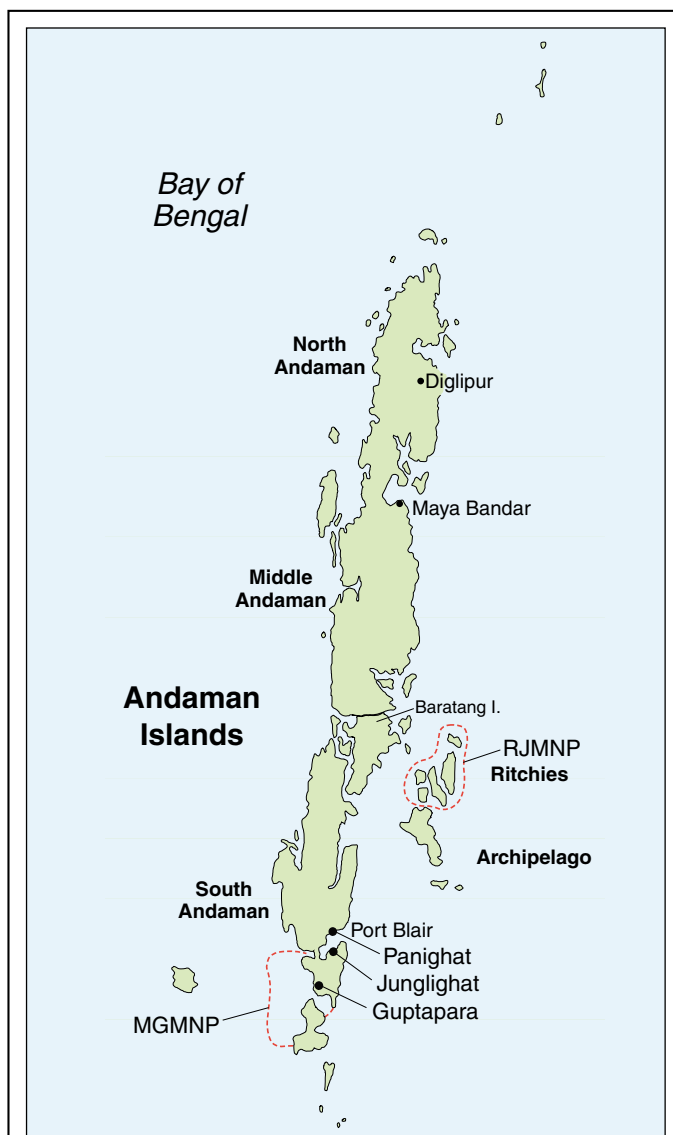 Bay of
Bengal
North
Andaman
Diglipur
Maya Bandar
Middle
Andaman
Andaman
Islands
Baratang I.
RJMNP
Ritchies
Archipelago
South
Andaman
Port Blair
Panighat
Junglighat
Guptapara
MGMNP